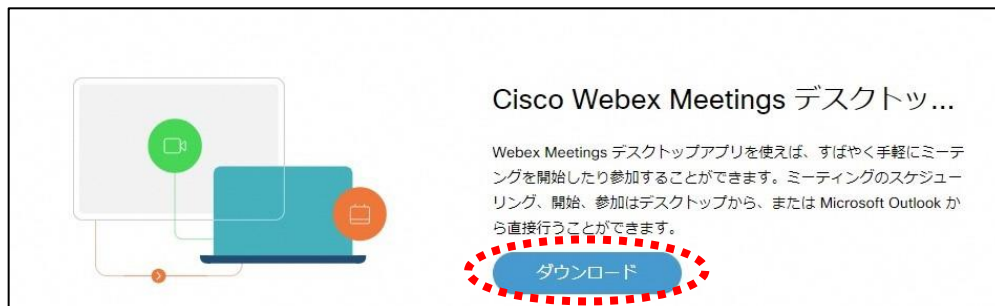 Cisco Webex Meetings デスクトッ...
Webex Meetings デスクトップアプリを使えば、すばやく手軽にミーテ
ングを開始したり参加することができます。ミーティングのスケジュー
リング、開始、参加はデスクトップから、または Microsoft Outlook か
ら直接行うことができます。
ダウンロード